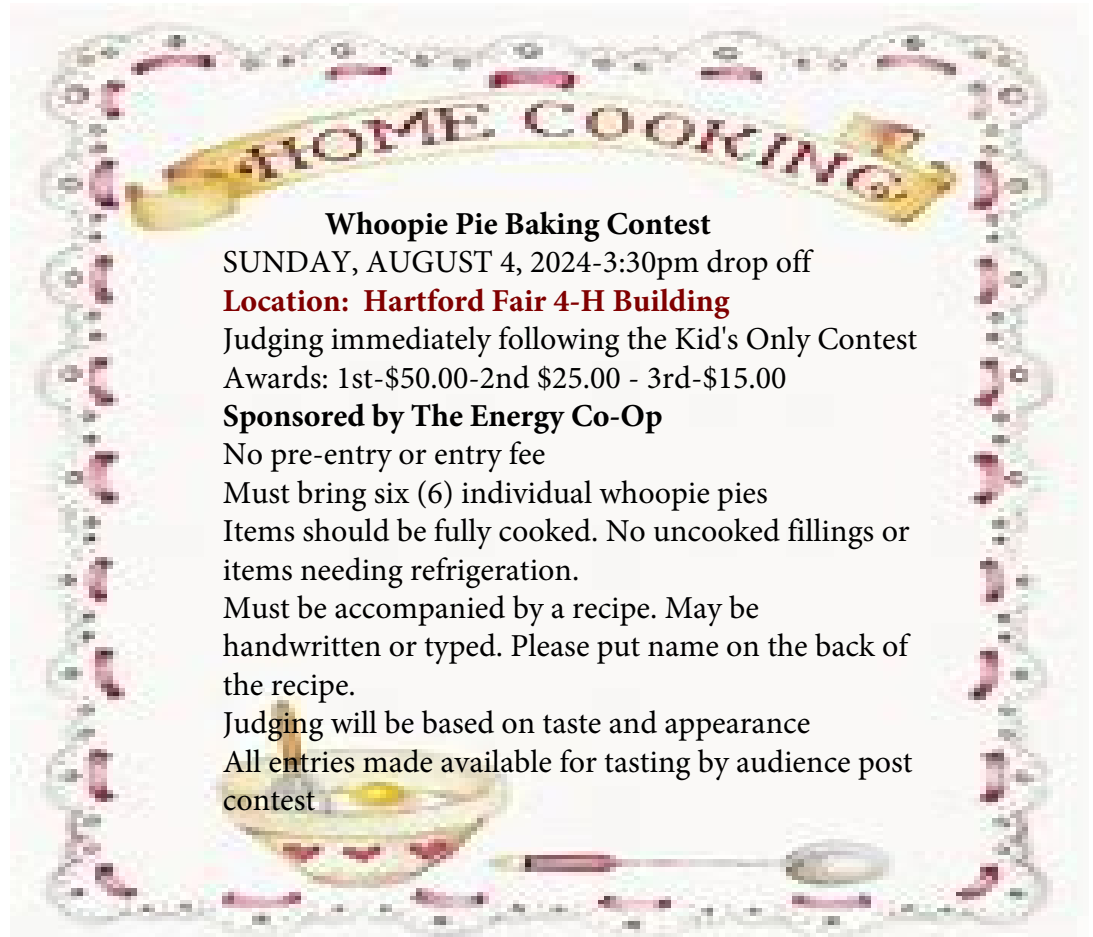 HOME COOKING
Whoopie Pie Baking Contest
SUNDAY, AUGUST 4, 2024-3:30pm drop off
Location:  Hartford Fair 4-H Building
Judging immediately following the Kid's Only Contest
Awards: 1st-$50.00-2nd $25.00 - 3rd-$15.00
Sponsored by The Energy Co-Op
No pre-entry or entry fee
Must bring six (6) individual whoopie pies
Items should be fully cooked. No uncooked fillings or
items needing refrigeration.
Must be accompanied by a recipe. May be
handwritten or typed. Please put name on the back of
the recipe.
Judging will be based on taste and appearance
All entries made available for tasting by audience post
contest